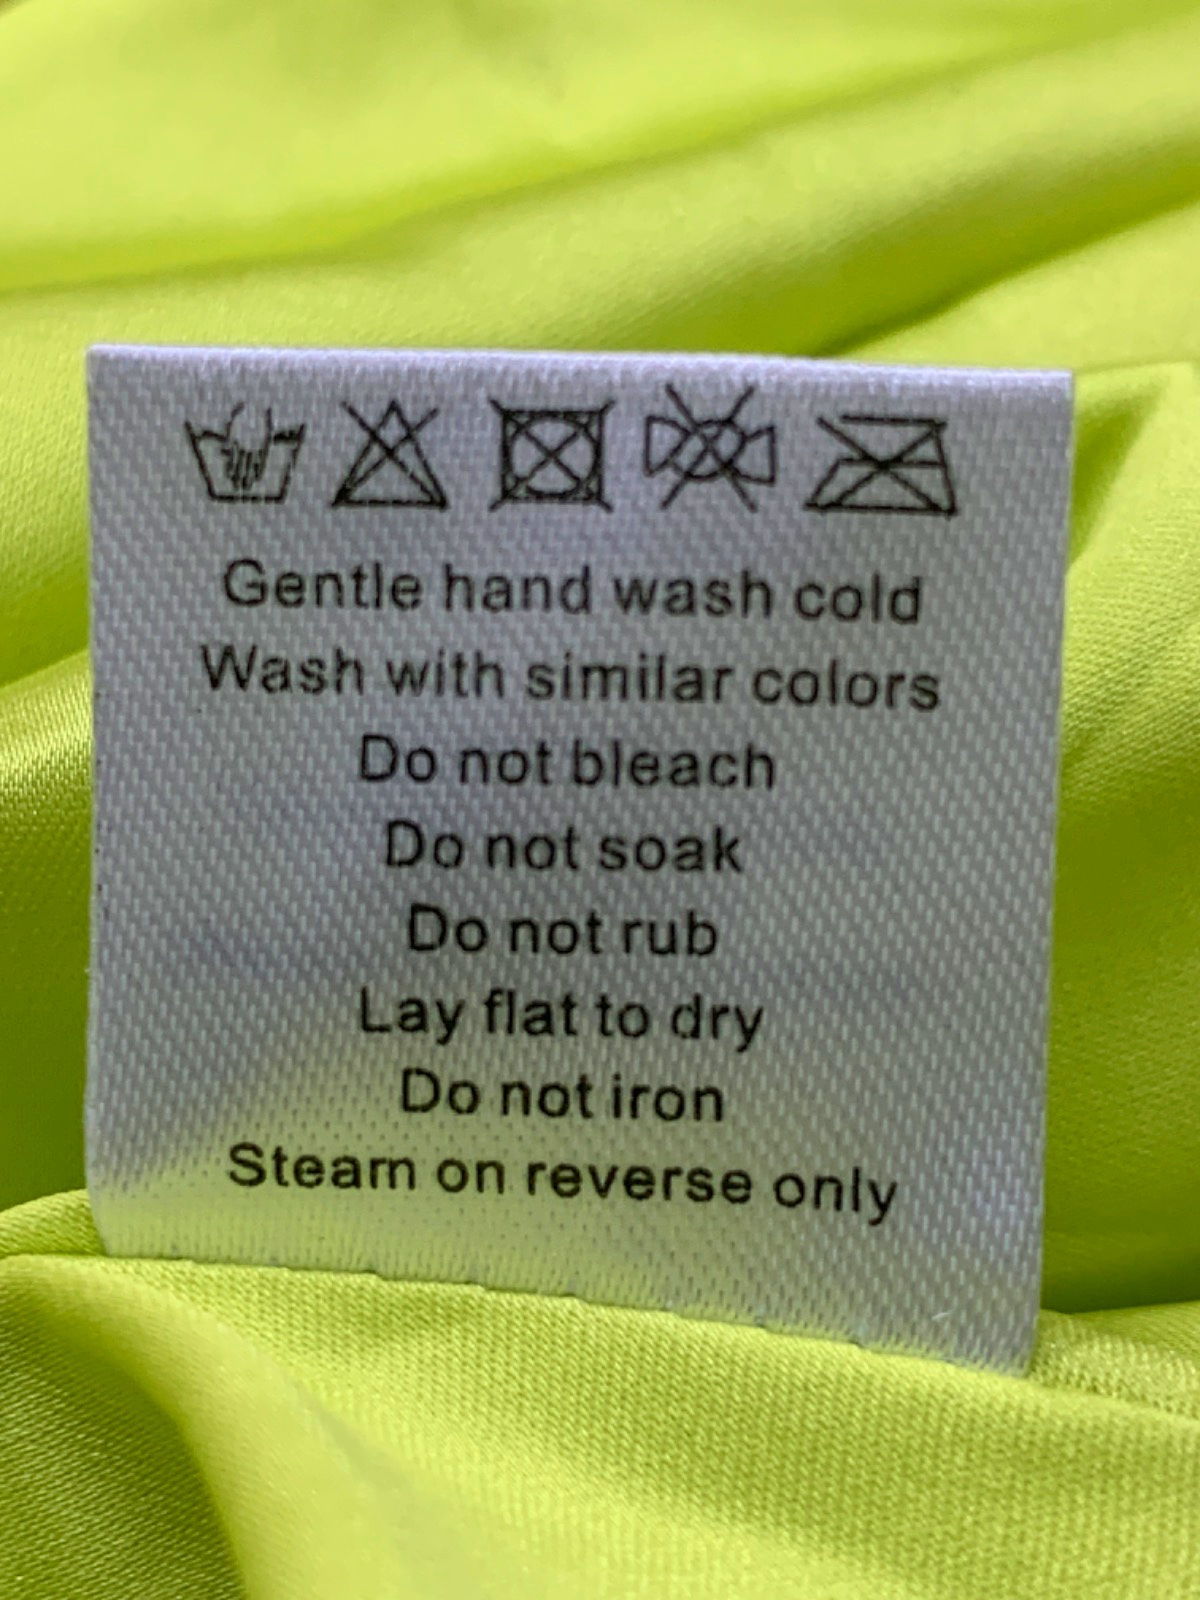 Gentle hand wash cold
Wash with similar colors
Do not bleach
Do not soak
Do not rub
Lay flat to dry
Do not iron
Steam on reverse only